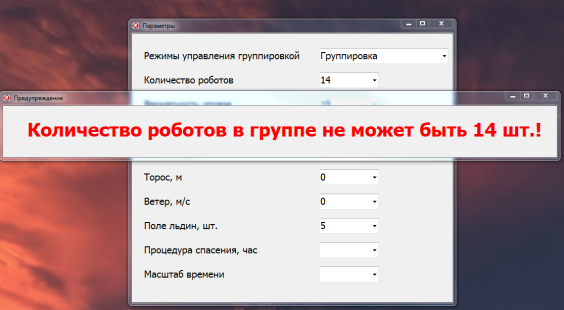 Параметры
Режимы управления группировкой
Группировка
Количество роботов
14
Предупреждение
Количество роботов в группе не может быть 14 шт.!
Торос, м
0
Ветер, м/с
0
Поле льдин, шт.
5
Процедура спасения, час
Масштаб времени